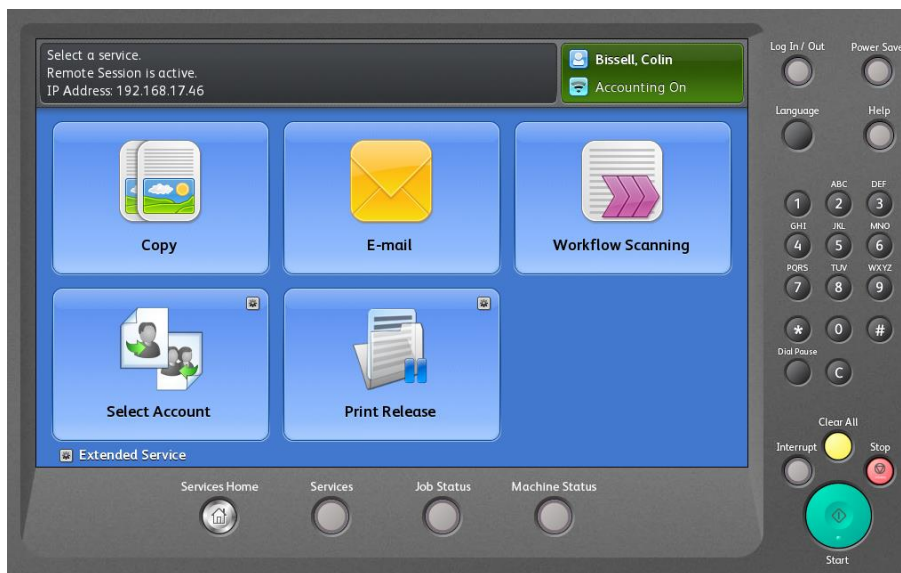 Select a service.
Remote Session is active.
IP Address: 192.168.17.46
Bissell, Colin
Accounting On
Copy
E-mail
Workflow Scanning
Select Account
Print Release
Extended Service
Services Home
Services
Job Status
Machine Status
Log In / Out
Power Save
Language
Help
ABC
DEF
1
2
3
GHI
JKL
MNO
4
5
6
PQRS
TUV
WXYZ
7
8
9
*
0
#
Dial Pause
C
Clear All
Interrupt
Stop
Start